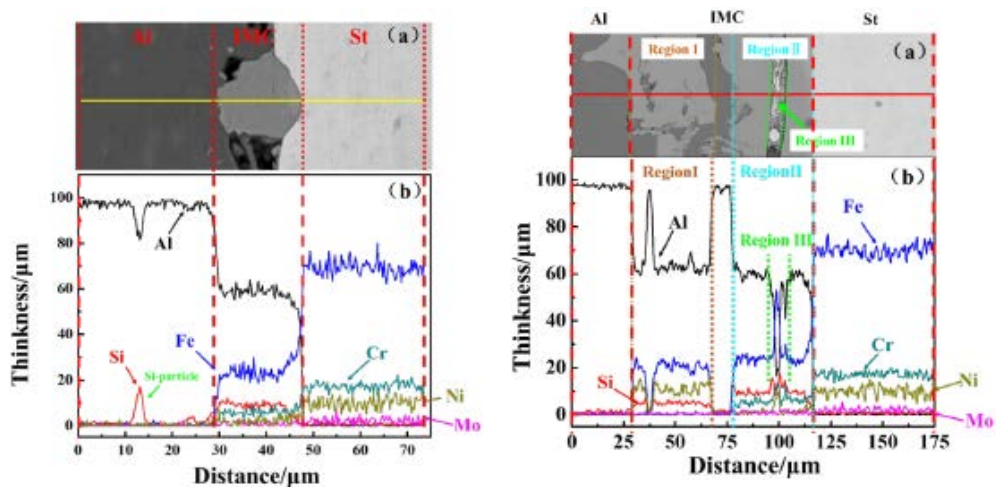 Al IMC St (a)
(b)
100
80
60
40
20
0
Thinkness/μm
Al
Fe
Si
Si-particle
Cr
Ni
Mo
0 10 20 30 40 50 60 70
Distance/μm
Al IMC St
Region I Region II (a)
Region III
RegionI RegionII (b)
100
80
60
40
20
0
Thinkness/μm
Al
Region III
Fe
Si
Cr
Ni
Mo
0 25 50 75 100 125 150 175
Distance/μm